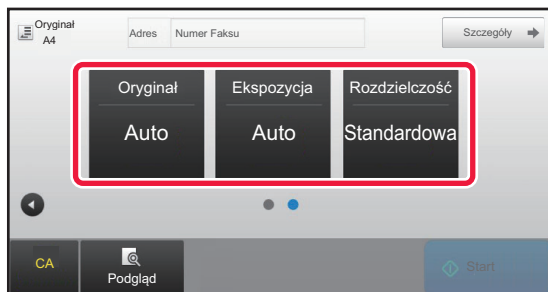 Oryginał
A4
Adres
Numer Faksu
Szczegóły
Oryginał
Ekspozycja
Rozdzielczość
Auto
Auto
Standardowa
CA
Podgląd
Start